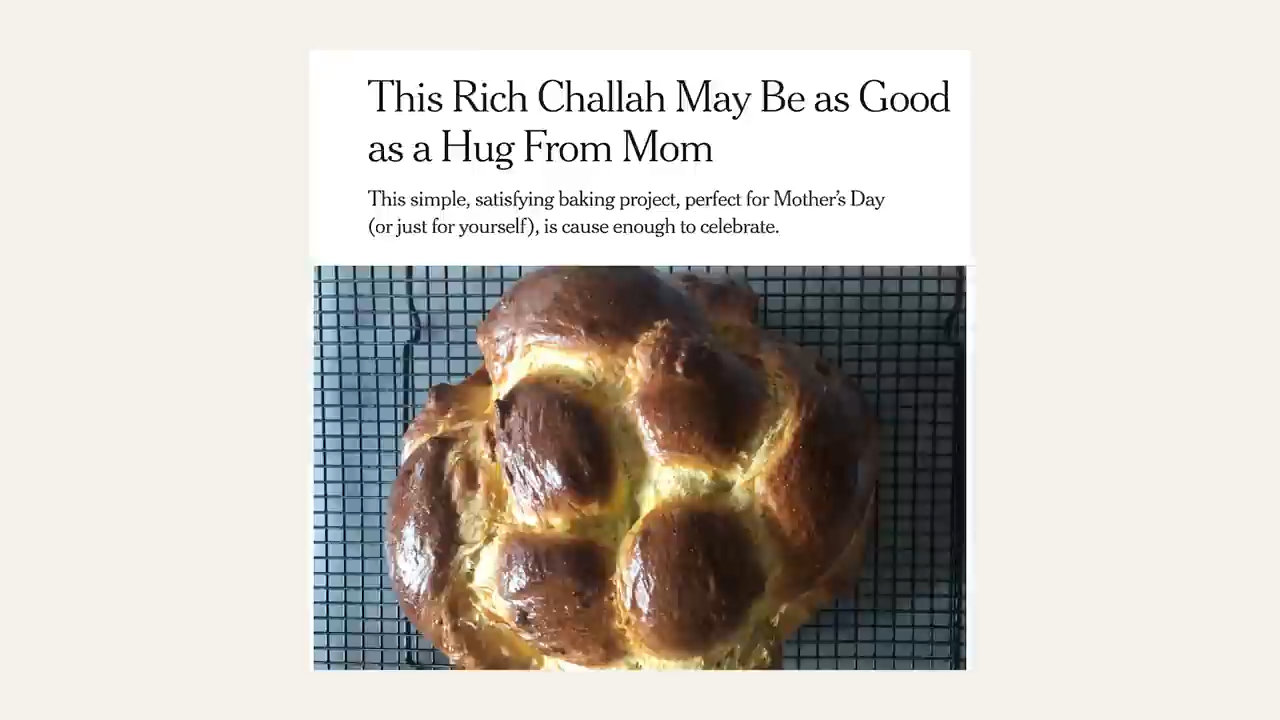 This Rich Challah May Be as Good
as a Hug From Mom
This simple, satisfying baking project, perfect for Mother’s Day
(or just for yourself), is cause enough to celebrate.